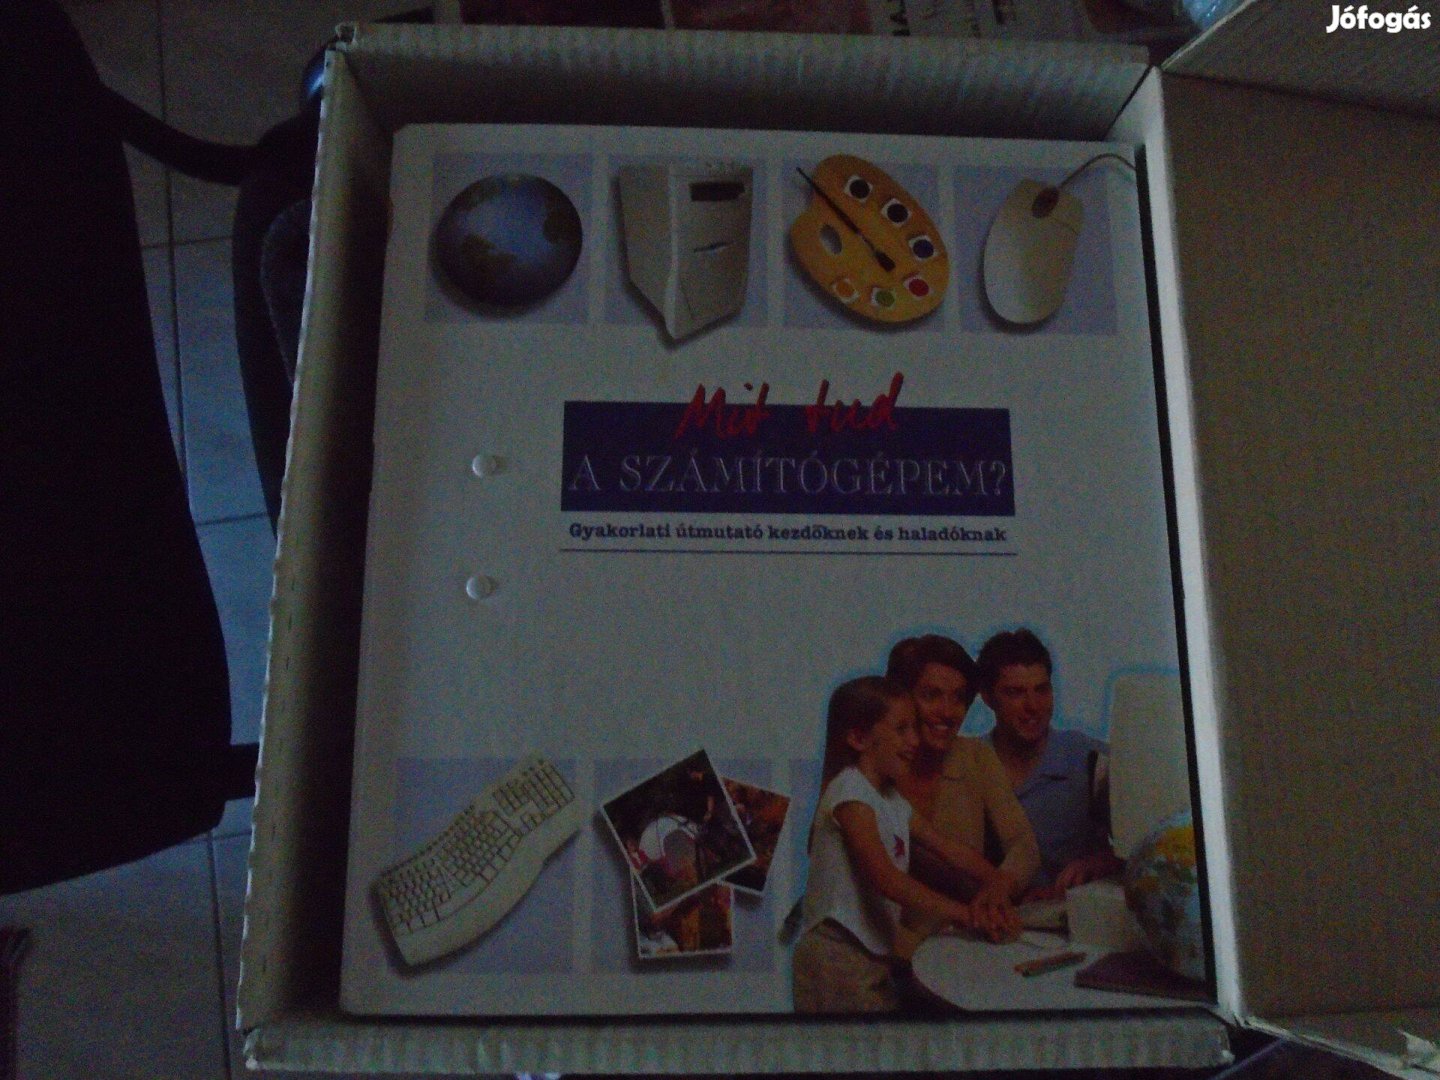 Jófogás
Mit tud
A SZÁMÍTÓGÉPEM?
Gyakorlati útmutató kezdőknek és haladóknak